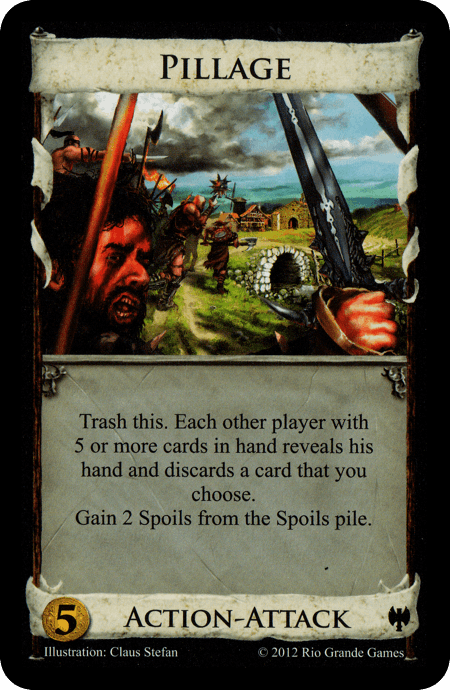 PILLAGE
Trash this. Each other player with
5 or more cards in hand reveals his
hand and discards a card that you
choose.
Gain 2 Spoils from the Spoils pile.
5 ACTION-ATTACK
Illustration: Claus Stefan © 2012 Rio Grande Games